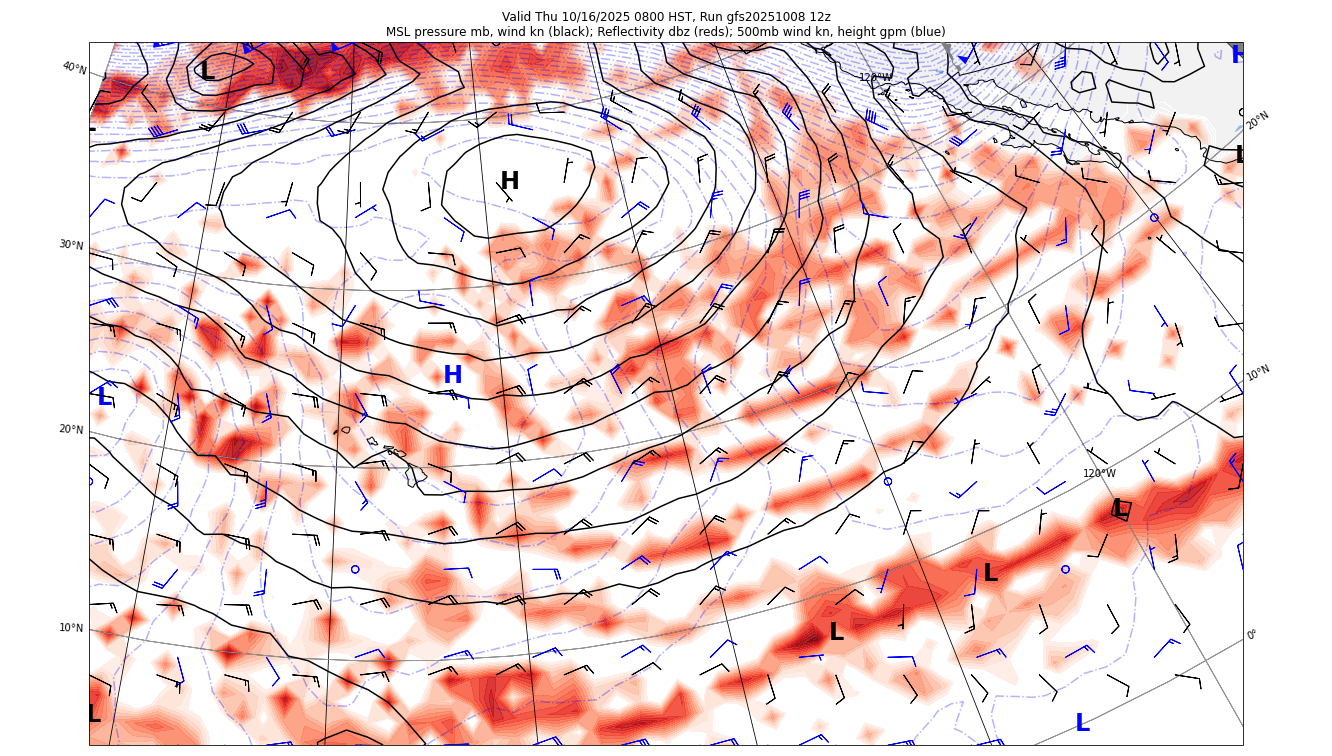 Valid Thu 10/16/2025 0800 HST, Run gfs20251008 12z
MSL pressure mb, wind kn (black); Reflectivity dbz (reds); 500mb wind kn, height gpm (blue)
L
H
40°N
120°W
20°N
L
H
30°N
H
10°N
L
20°N
120°W
L
L
10°N
L
0°
L
L